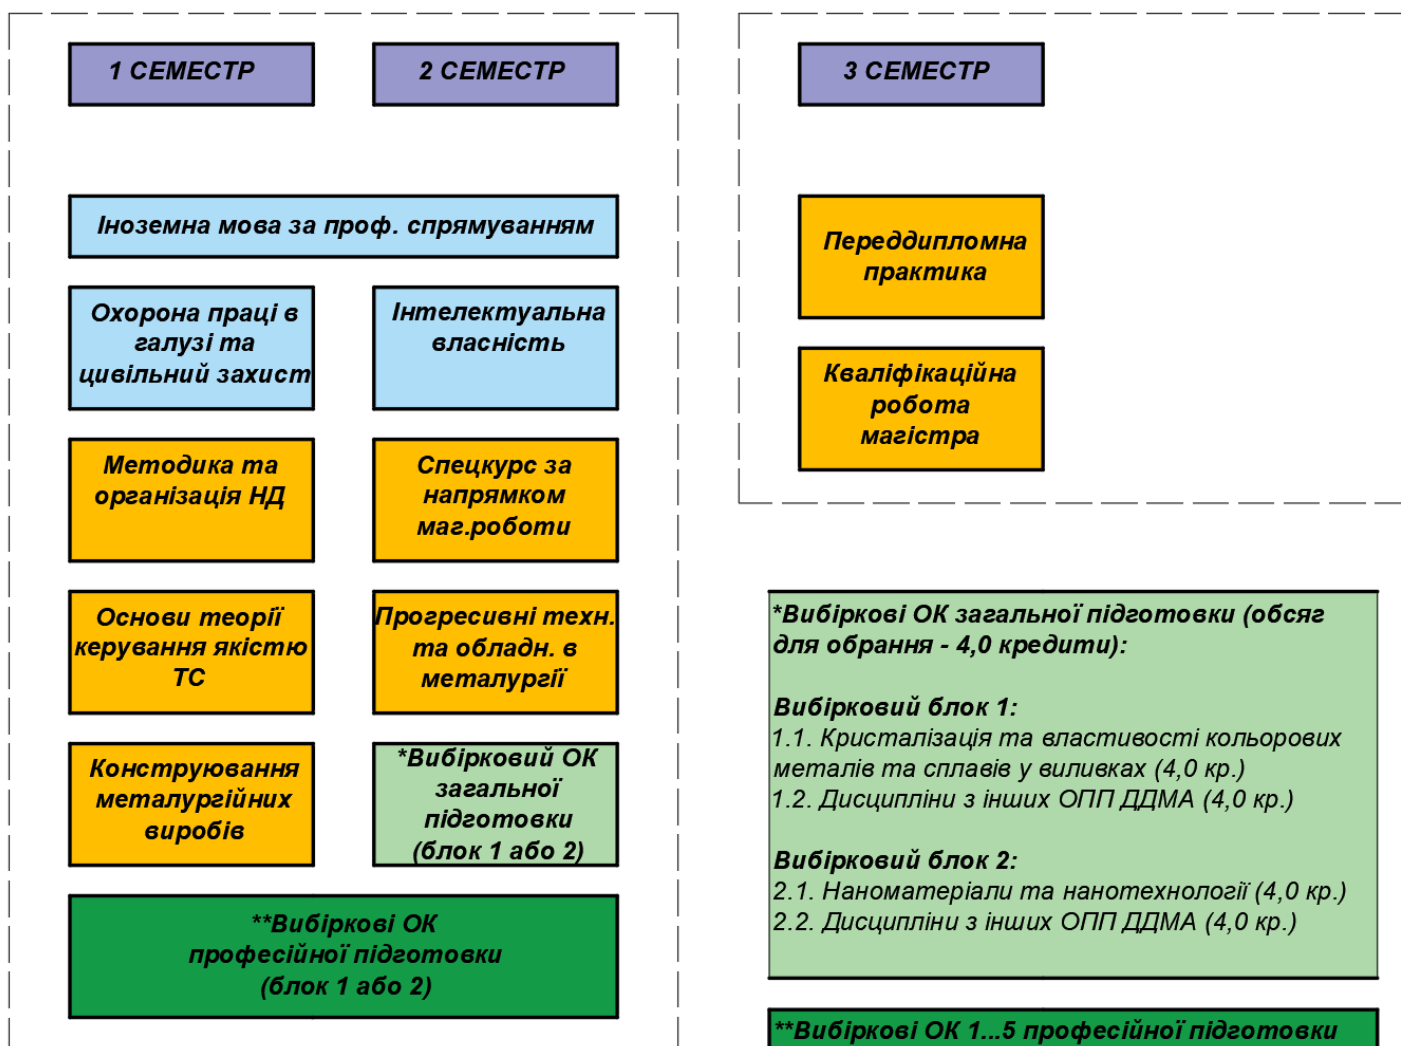 1 СЕМЕСТР
2 СЕМЕСТР
3 СЕМЕСТР
Іноземна мова за проф. спрямуванням
Охорона праці в
галузі та
цивільний захист
Інтелектуальна
власність
Методика та
організація НД
Спецкурс за
напрямком
маг.роботи
Основи теорії
керування якістю
ТС
Прогресивні техн.
та обладн. в
металургії
Конструювання
металургійних
виробів
*Вибірковий ОК
загальної
підготовки
(блок 1 або 2)
**Вибіркові ОК
професійної підготовки
(блок 1 або 2)
Переддипломна
практика
Кваліфікаційна
робота
магістра
*Вибіркові ОК загальної підготовки (обсяг
для обрання - 4,0 кредити):
Вибірковий блок 1:
1.1. Кристалізація та властивості кольорових
металів та сплавів у виливках (4,0 кр.)
1.2. Дисципліни з інших ОПП ДДМА (4,0 кр.)
Вибірковий блок 2:
2.1. Наноматеріали та нанотехнології (4,0 кр.)
2.2. Дисципліни з інших ОПП ДДМА (4,0 кр.)
**Вибіркові ОК 1...5 професійної підготовки